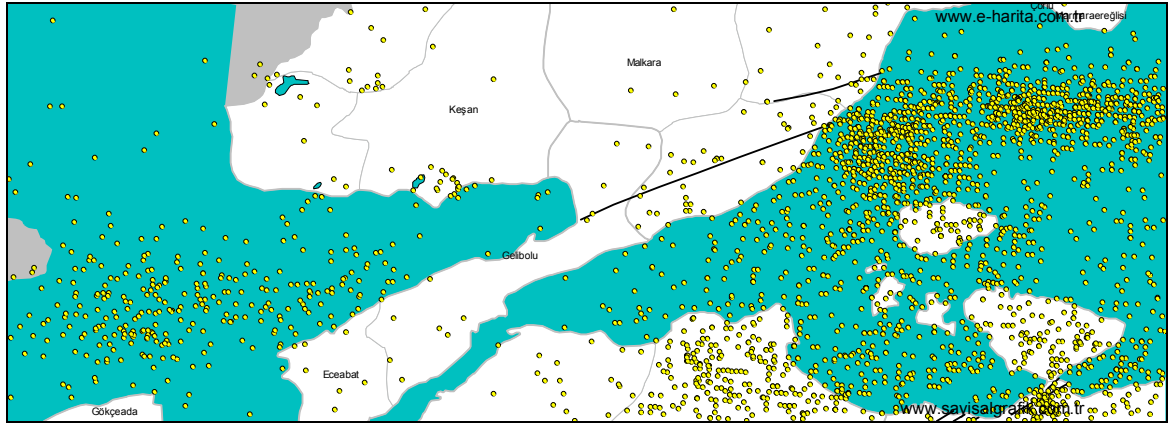 www.e-harita.com.tr
Çorlu
Marmaraereğlisi
Malkara
Keşan
Gelibolu
Eceabat
Gökçeada
www.sayisalgrafik.com.tr